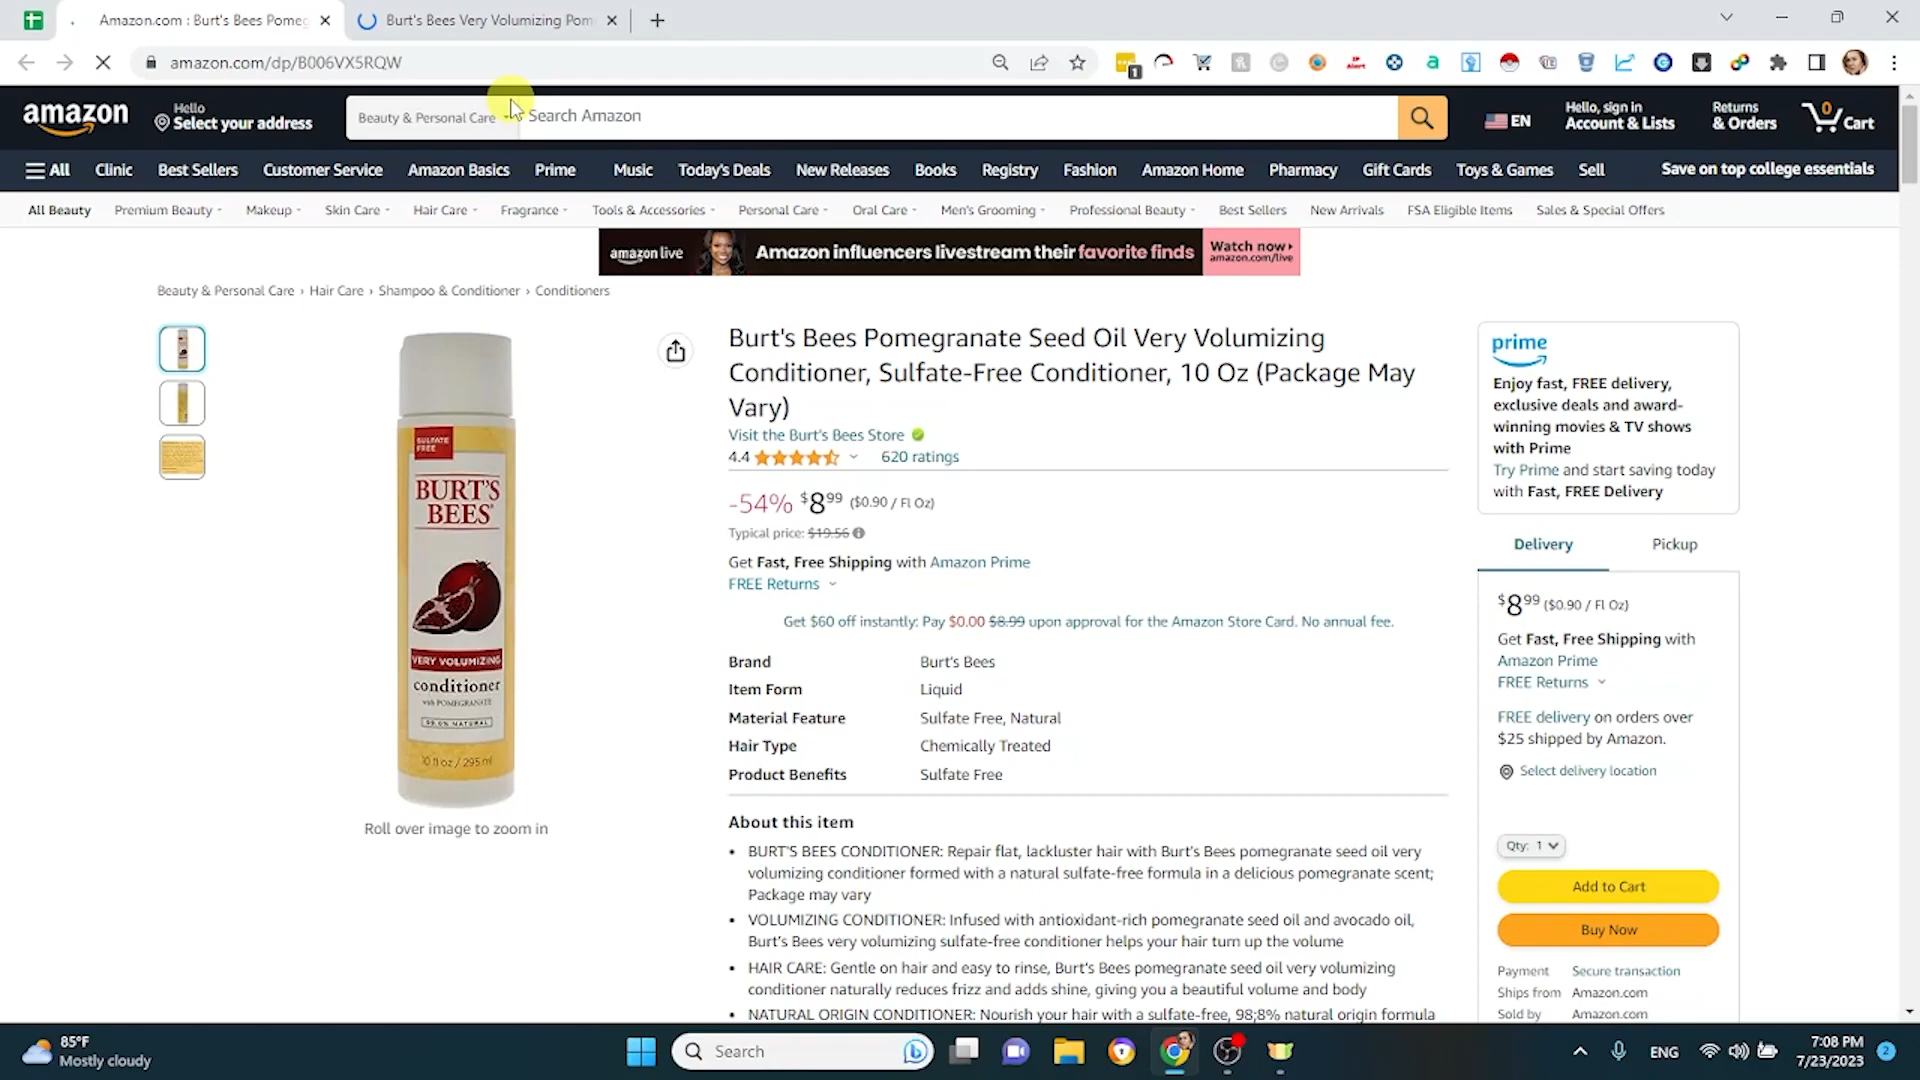 Amazon.com : Burt's Bees Pomeg
Burt's Bees Very Volumizing Pom
amazon.com/dp/B006VX5RQW
1
amazon
Hello
Select your address
Beauty & Personal Care
Search Amazon
EN
Hello, sign in
Account & Lists
Returns
& Orders
0
Cart
All
Clinic
Best Sellers
Customer Service
Amazon Basics
Prime
Music
Today's Deals
New Releases
Books
Registry
Fashion
Amazon Home
Pharmacy
Gift Cards
Toys & Games
Sell
Save on top college essentials
All Beauty
Premium Beauty
Makeup
Skin Care
Hair Care
Fragrance
Tools & Accessories
Personal Care
Oral Care
Men's Grooming
Professional Beauty
Best Sellers
New Arrivals
FSA Eligible Items
Sales & Special Offers
amazon live
Amazon influencers livestream their favorite finds
Watch now
amazon.com/live
Beauty & Personal Care › Hair Care › Shampoo & Conditioner › Conditioners
SULFATE
FREE
BURT'S
BEES
VERY VOLUMIZING
conditioner
with POMEGRANATE
10 fl oz / 295 ml
Roll over image to zoom in
Burt's Bees Pomegranate Seed Oil Very Volumizing
Conditioner, Sulfate-Free Conditioner, 10 Oz (Package May
Vary)
Visit the Burt's Bees Store
4.4
620 ratings
-54% $8.99 ($0.90 / Fl Oz)
Typical price: $19.56
Get Fast, Free Shipping with Amazon Prime
FREE Returns
Get $60 off instantly: Pay $0.00 $8.99 upon approval for the Amazon Store Card. No annual fee.
Brand Burt's Bees
Item Form Liquid
Material Feature Sulfate Free, Natural
Hair Type Chemically Treated
Product Benefits Sulfate Free
About this item
• BURT'S BEES CONDITIONER: Repair flat, lackluster hair with Burt's Bees pomegranate seed oil very
volumizing conditioner formed with a natural sulfate-free formula in a delicious pomegranate scent;
Package may vary
• VOLUMIZING CONDITIONER: Infused with antioxidant-rich pomegranate seed oil and avocado oil,
Burt's Bees very volumizing sulfate-free conditioner helps your hair turn up the volume
• HAIR CARE: Gentle on hair and easy to rinse, Burt's Bees pomegranate seed oil very volumizing
conditioner naturally reduces frizz and adds shine, giving you a beautiful volume and body
• NATURAL ORIGIN CONDITIONER: Nourish your hair with a sulfate-free, 98;8% natural origin formula
prime
Enjoy fast, FREE delivery,
exclusive deals and award-
winning movies & TV shows
with Prime
Try Prime and start saving today
with Fast, FREE Delivery
Delivery
Pickup
$8.99 ($0.90 / Fl Oz)
Get Fast, Free Shipping with
Amazon Prime
FREE Returns
FREE delivery on orders over
$25 shipped by Amazon.
Select delivery location
Qty: 1
Add to Cart
Buy Now
Payment Secure transaction
Ships from Amazon.com
Sold by Amazon.com
85°F
Mostly cloudy
Search
ENG
7:08 PM
7/23/2023
2